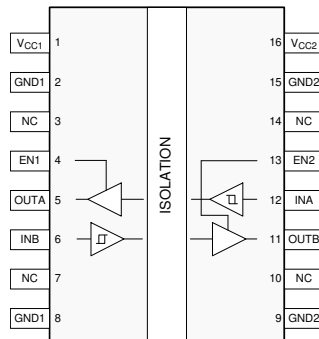 VCC1 1 16 VCC2
GND1 2 15 GND2
NC 3 14 NC
EN1 4 13 EN2
OUTA 5 12 INA
INB 6 11 OUTB
NC 7 10 NC
GND1 8 9 GND2
ISOLATION